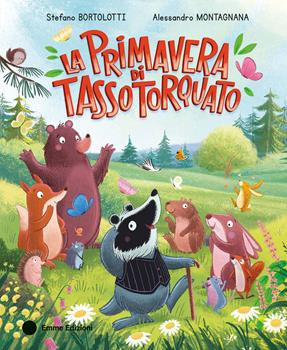 Stefano BORTOLOTTI Alessandro MONTAGNANA
LA PRIMAVERA
DI
TASSO TORQUATO
Emme Edizioni